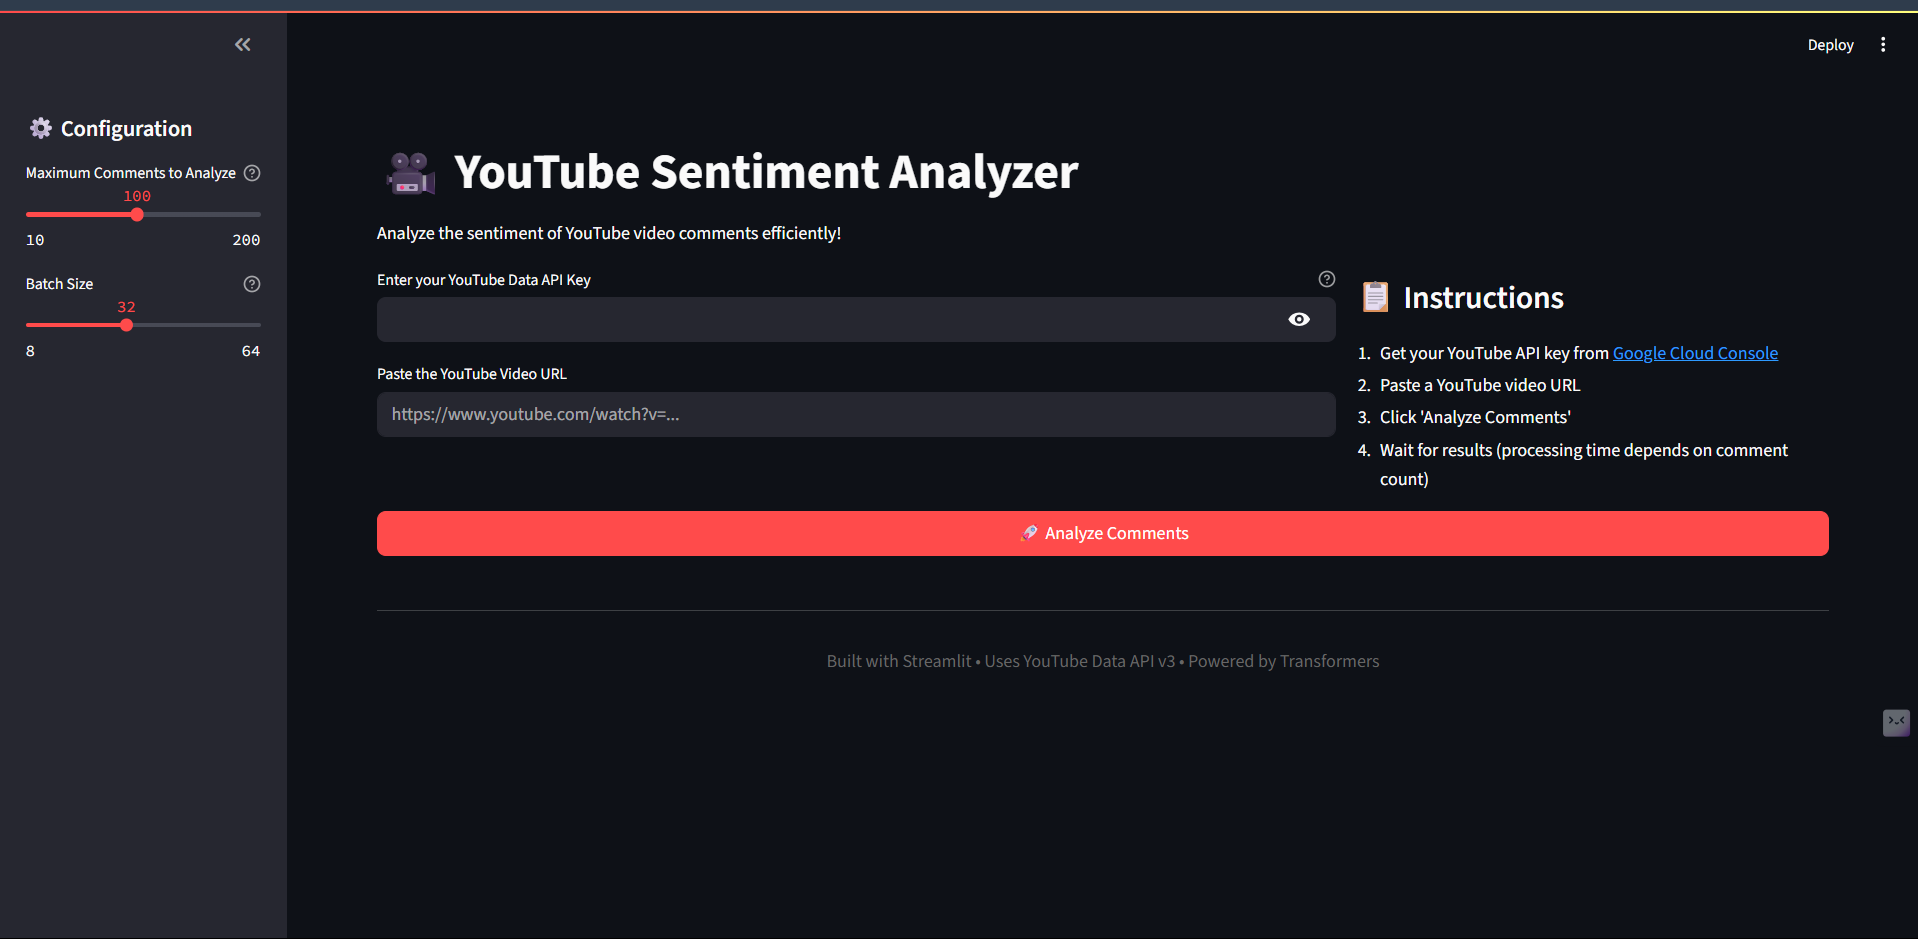 Deploy
Configuration
Maximum Comments to Analyze
100
10 200
Batch Size
32
8 64
YouTube Sentiment Analyzer
Analyze the sentiment of YouTube video comments efficiently!
Enter your YouTube Data API Key
Paste the YouTube Video URL
https://www.youtube.com/watch?v=...
Instructions
1. Get your YouTube API key from Google Cloud Console
2. Paste a YouTube video URL
3. Click 'Analyze Comments'
4. Wait for results (processing time depends on comment
count)
Analyze Comments
Built with Streamlit • Uses YouTube Data API v3 • Powered by Transformers